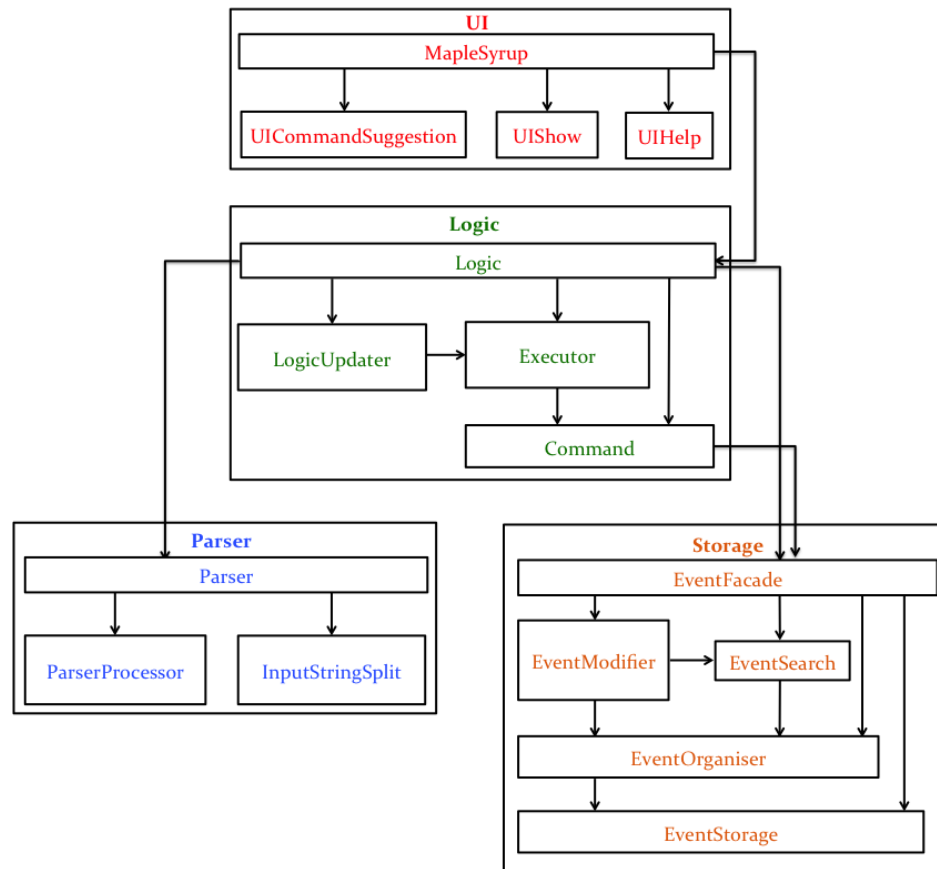 UI
MapleSyrup
UICommandSuggestion
UIShow
UIHelp
Logic
Logic
LogicUpdater
Executor
Command
Parser
Parser
ParserProcessor
InputStringSplit
Storage
EventFacade
EventModifier
EventSearch
EventOrganiser
EventStorage